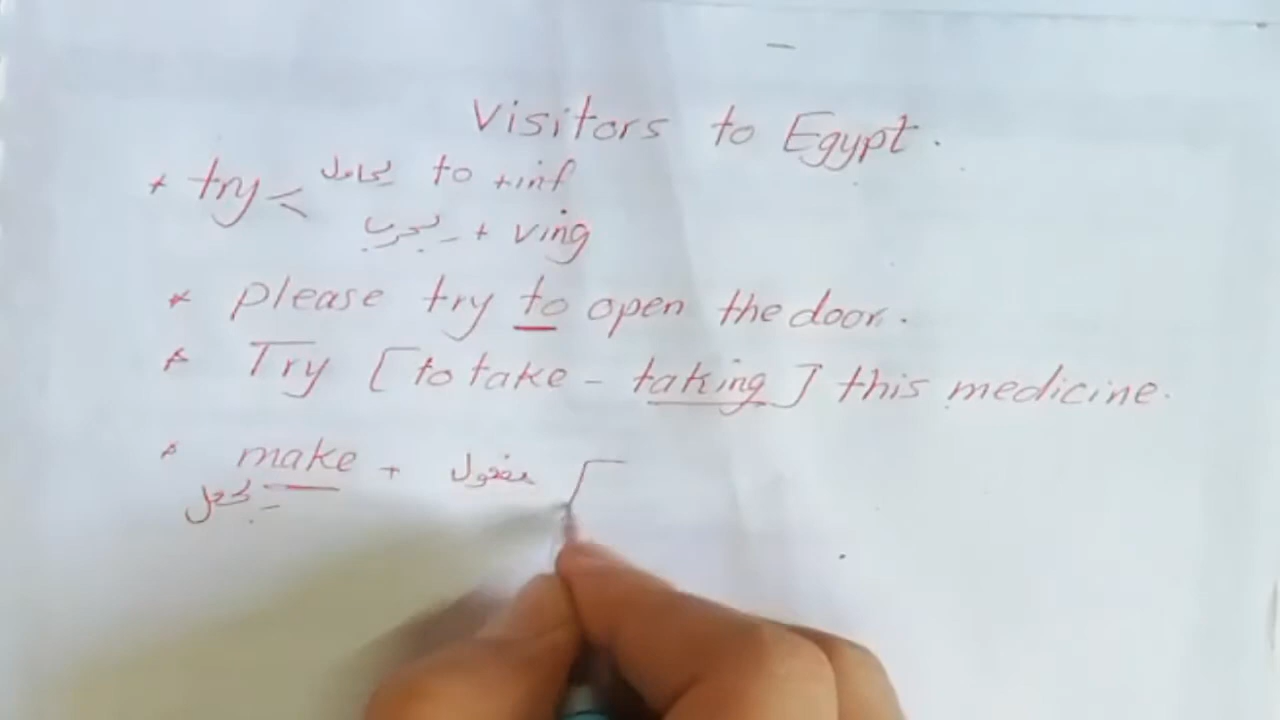 Visitors to Egypt.
* try < يحاول to + inf
يجرب + ving
* please try to open the door.
* Try [to take - taking] this medicine.
* make + مفعول
يجعل